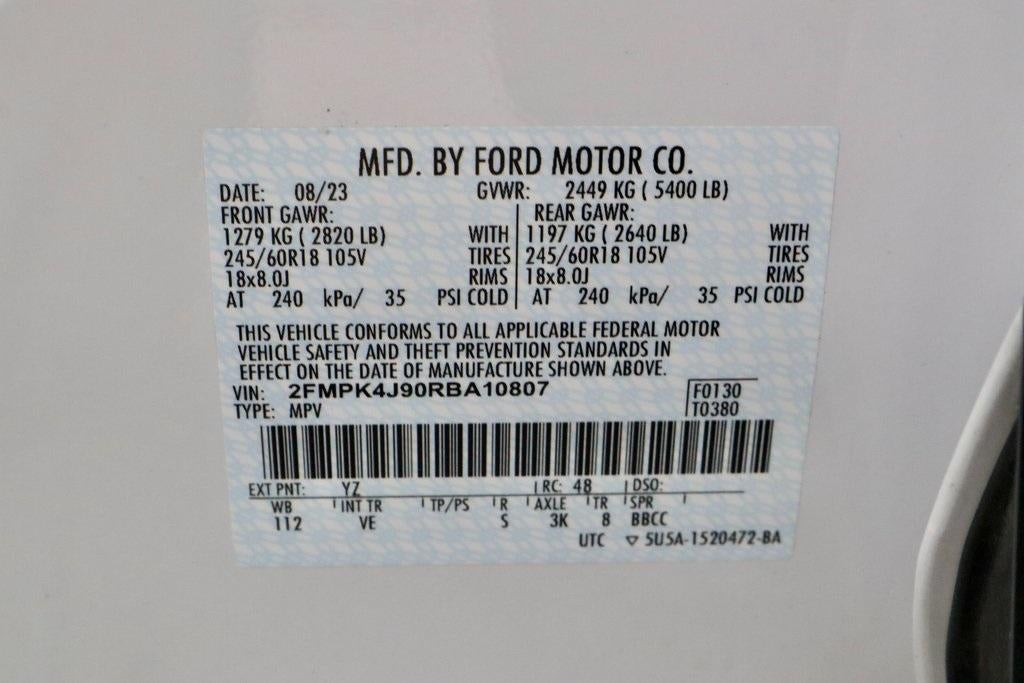 MFD. BY FORD MOTOR CO.
DATE: 08/23 GVWR: 2449 KG ( 5400 LB)
FRONT GAWR: REAR GAWR:
1279 KG ( 2820 LB) WITH 1197 KG ( 2640 LB) WITH
245/60R18 105V TIRES 245/60R18 105V TIRES
18x8.0J RIMS 18x8.0J RIMS
AT 240 kPa/ 35 PSI COLD AT 240 kPa/ 35 PSI COLD
THIS VEHICLE CONFORMS TO ALL APPLICABLE FEDERAL MOTOR
VEHICLE SAFETY AND THEFT PREVENTION STANDARDS IN
EFFECT ON THE DATE OF MANUFACTURE SHOWN ABOVE.
VIN: 2FMPK4J90RBA10807 F0130
TYPE: MPV T0380
EXT PNT: YZ RC: 48 DSO:
WB INT TR TP/PS R AXLE TR SPR
112 VE S 3K 8 BBCC
UTC ▽ 5U5A-1520472-BA